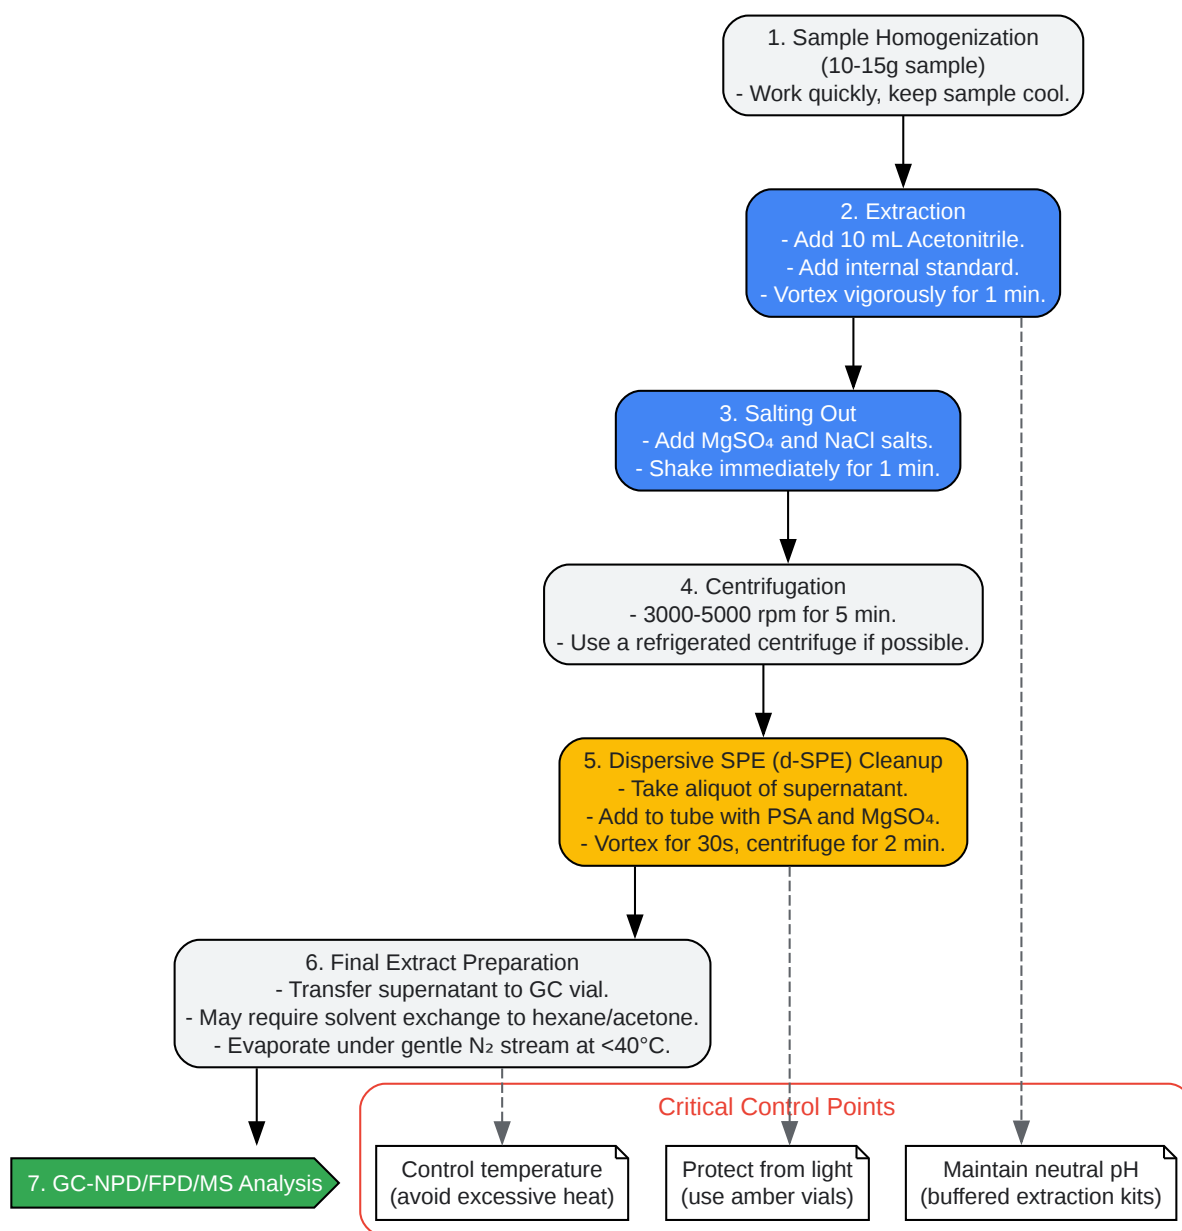 1. Sample Homogenization
(10-15g sample)
- Work quickly, keep sample cool.
2. Extraction
- Add 10 mL Acetonitrile.
- Add internal standard.
- Vortex vigorously for 1 min.
3. Salting Out
- Add MgSO₄ and NaCl salts.
- Shake immediately for 1 min.
4. Centrifugation
- 3000-5000 rpm for 5 min.
- Use a refrigerated centrifuge if possible.
5. Dispersive SPE (d-SPE) Cleanup
- Take aliquot of supernatant.
- Add to tube with PSA and MgSO₄.
- Vortex for 30s, centrifuge for 2 min.
6. Final Extract Preparation
- Transfer supernatant to GC vial.
- May require solvent exchange to hexane/acetone.
- Evaporate under gentle N₂ stream at <40°C.
7. GC-NPD/FPD/MS Analysis
Critical Control Points
Control temperature
(avoid excessive heat)
Protect from light
(use amber vials)
Maintain neutral pH
(buffered extraction kits)